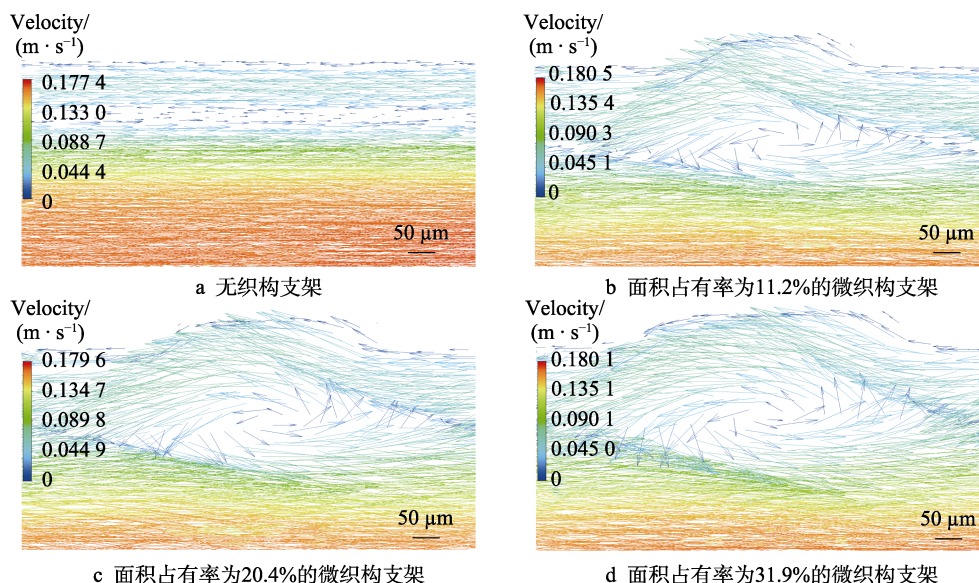 Velocity/
(m · s⁻¹)
0.177 4
0.133 0
0.088 7
0.044 4
0
50 μm
a 无织构支架
Velocity/
(m · s⁻¹)
0.180 5
0.135 4
0.090 3
0.045 1
0
50 μm
b 面积占有率为11.2%的微织构支架
Velocity/
(m · s⁻¹)
0.179 6
0.134 7
0.089 8
0.044 9
0
50 μm
c 面积占有率为20.4%的微织构支架
Velocity/
(m · s⁻¹)
0.180 1
0.135 1
0.090 1
0.045 0
0
50 μm
d 面积占有率为31.9%的微织构支架